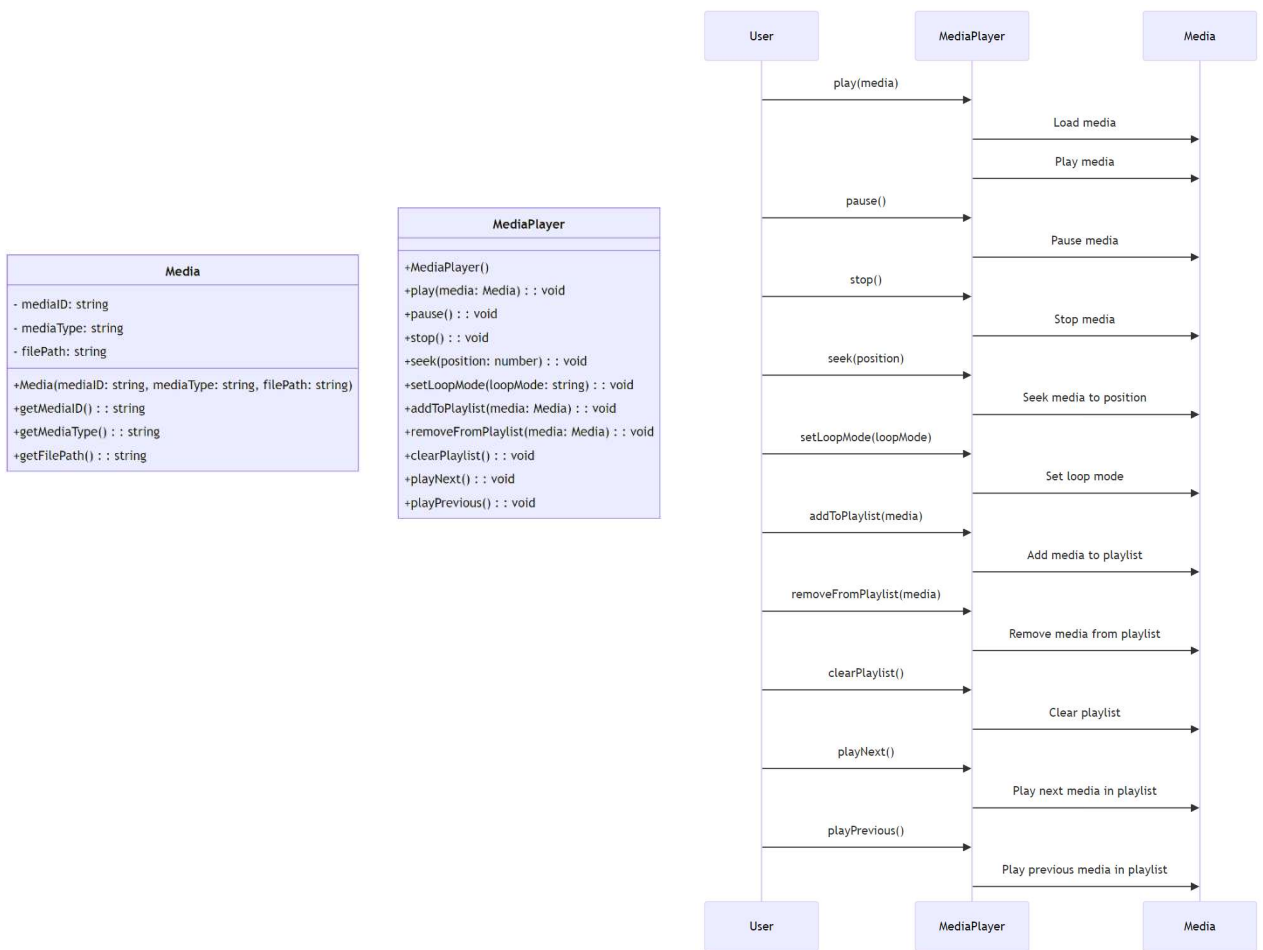 Media
- mediaID: string
- mediaType: string
- filePath: string
+Media(mediaID: string, mediaType: string, filePath: string)
+getMediaID() : : string
+getMediaType() : : string
+getFilePath() : : string
MediaPlayer
+MediaPlayer()
+play(media: Media) : : void
+pause() : : void
+stop() : : void
+seek(position: number) : : void
+setLoopMode(loopMode: string) : : void
+addToPlaylist(media: Media) : : void
+removeFromPlaylist(media: Media) : : void
+clearPlaylist() : : void
+playNext() : : void
+playPrevious() : : void
User
MediaPlayer
Media
play(media)
Load media
Play media
pause()
Pause media
stop()
Stop media
seek(position)
Seek media to position
setLoopMode(loopMode)
Set loop mode
addToPlaylist(media)
Add media to playlist
removeFromPlaylist(media)
Remove media from playlist
clearPlaylist()
Clear playlist
playNext()
Play next media in playlist
playPrevious()
Play previous media in playlist
User
MediaPlayer
Media